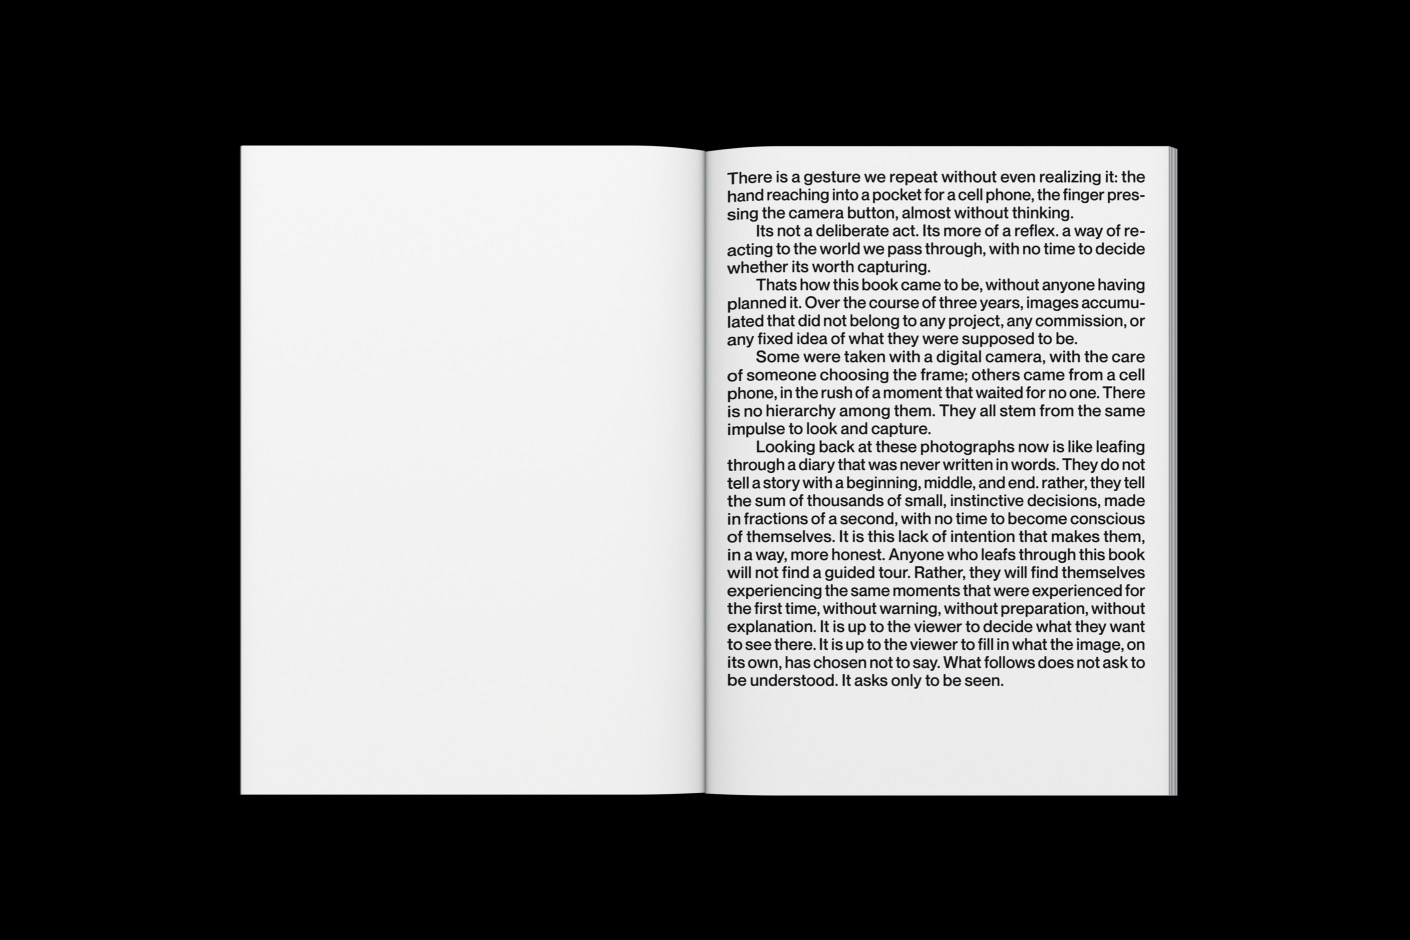 There is a gesture we repeat without even realizing it: the
hand reaching into a pocket for a cell phone, the finger pres-
sing the camera button, almost without thinking.
Its not a deliberate act. Its more of a reflex. a way of re-
acting to the world we pass through, with no time to decide
whether its worth capturing.
Thats how this book came to be, without anyone having
planned it. Over the course of three years, images accumu-
lated that did not belong to any project, any commission, or
any fixed idea of what they were supposed to be.
Some were taken with a digital camera, with the care
of someone choosing the frame; others came from a cell
phone, in the rush of a moment that waited for no one. There
is no hierarchy among them. They all stem from the same
impulse to look and capture.
Looking back at these photographs now is like leafing
through a diary that was never written in words. They do not
tell a story with a beginning, middle, and end. rather, they tell
the sum of thousands of small, instinctive decisions, made
in fractions of a second, with no time to become conscious
of themselves. It is this lack of intention that makes them,
in a way, more honest. Anyone who leafs through this book
will not find a guided tour. Rather, they will find themselves
experiencing the same moments that were experienced for
the first time, without warning, without preparation, without
explanation. It is up to the viewer to decide what they want
to see there. It is up to the viewer to fill in what the image, on
its own, has chosen not to say. What follows does not ask to
be understood. It asks only to be seen.